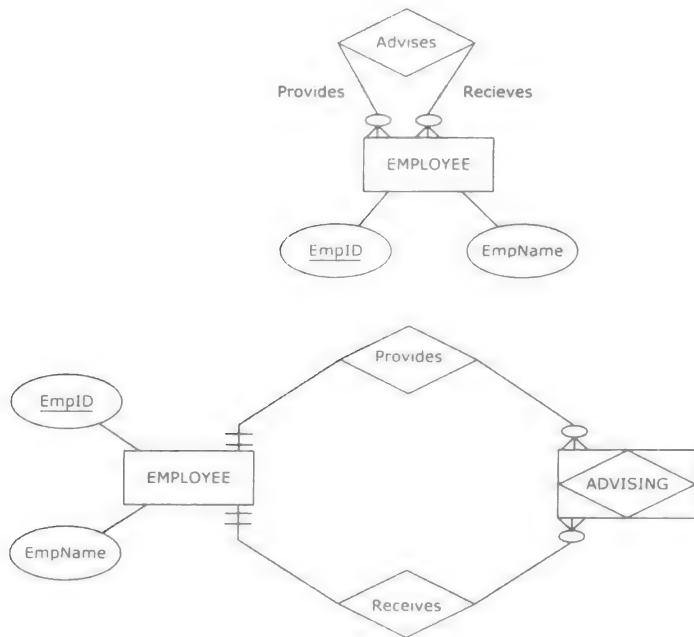 Advises
Provides Recieves
EMPLOYEE
EmpID EmpName
Provides
EmpID
EMPLOYEE
ADVISING
EmpName
Receives